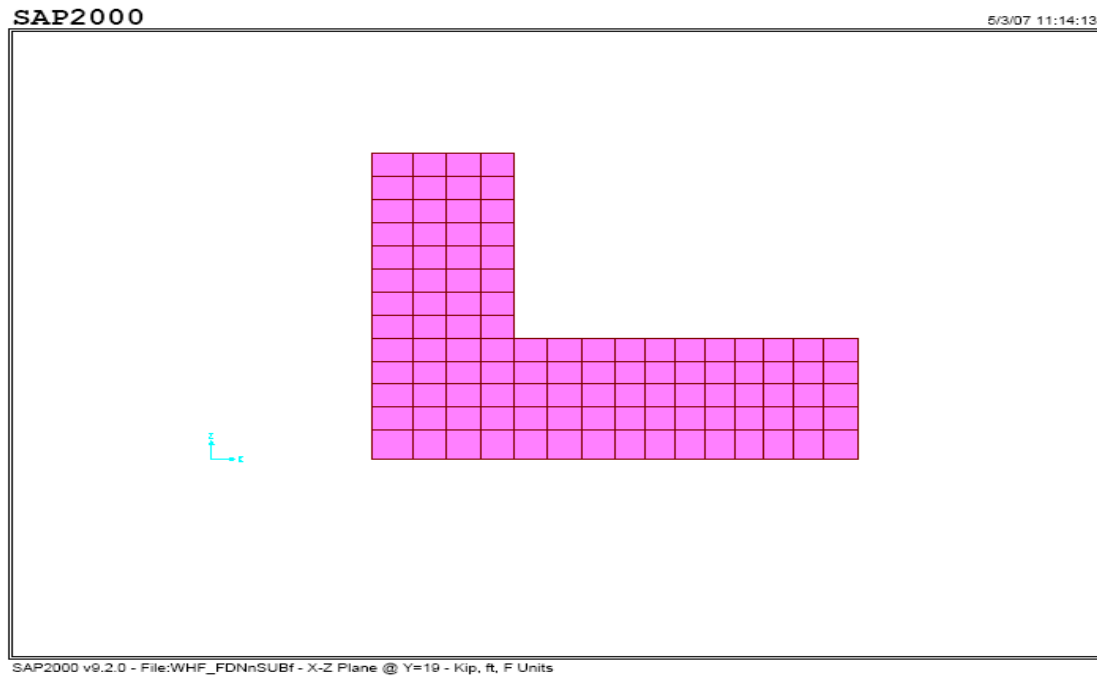 SAP2000
5/3/07 11:14:13
Z
SAP2000 v9.2.0 - File:WHF_FDNnSUBf - X-Z Plane @ Y=19 - Kip, ft, F Units